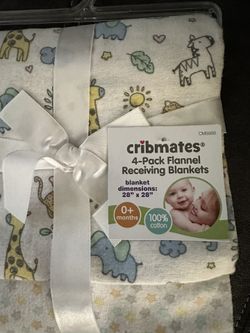 cribmates®
4-Pack Flannel
Receiving Blankets
blanket
dimensions:
28" x 28"
0+
months
100%
cotton